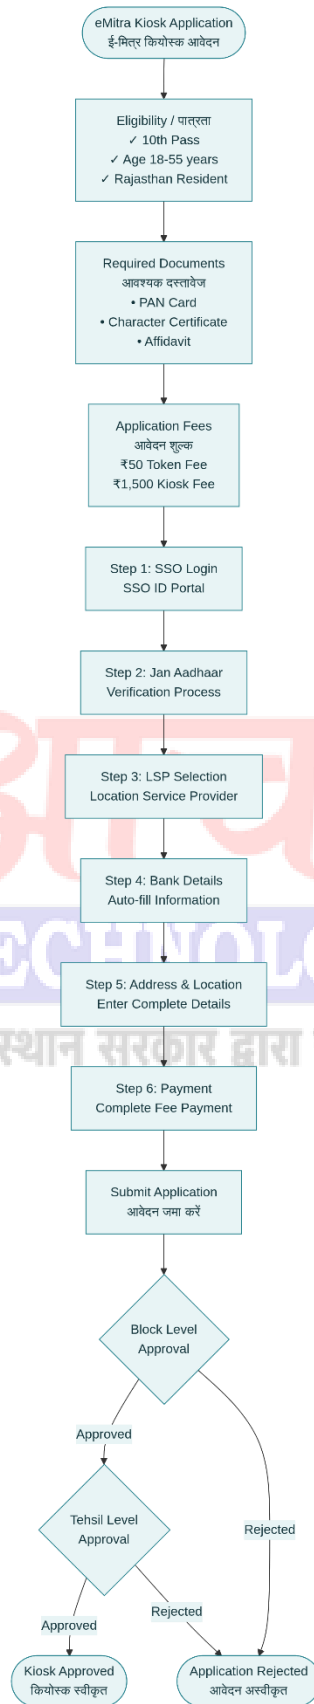 eMitra Kiosk Application
ई-मित्र कियोस्क आवेदन
Eligibility / पात्रता
✓ 10th Pass
✓ Age 18-55 years
✓ Rajasthan Resident
Required Documents
आवश्यक दस्तावेज
• PAN Card
• Character Certificate
• Affidavit
Application Fees
आवेदन शुल्क
₹50 Token Fee
₹1,500 Kiosk Fee
Step 1: SSO Login
SSO ID Portal
Step 2: Jan Aadhaar
Verification Process
Step 3: LSP Selection
Location Service Provider
Step 4: Bank Details
Auto-fill Information
Step 5: Address & Location
Enter Complete Details
Step 6: Payment
Complete Fee Payment
सरकार द्वारा
Submit Application
आवेदन जमा करें
Block Level
Approval
Approved
Tehsil Level
Approval
Rejected
Approved
Rejected
Kiosk Approved
कियोस्क स्वीकृत
Application Rejected
आवेदन अस्वीकृत